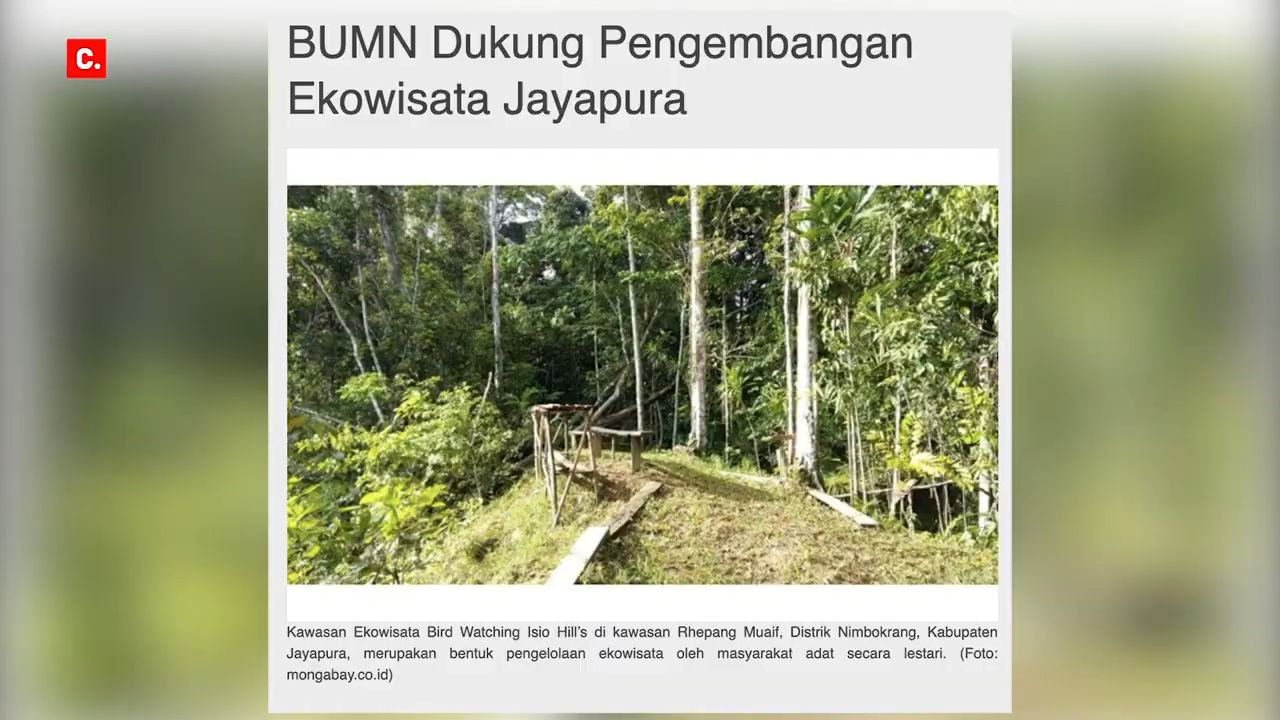 C.
BUMN Dukung Pengembangan
Ekowisata Jayapura
Kawasan Ekowisata Bird Watching Isio Hill's di kawasan Rhepang Muaif, Distrik Nimbokrang, Kabupaten
Jayapura, merupakan bentuk pengelolaan ekowisata oleh masyarakat adat secara lestari. (Foto:
mongabay.co.id)